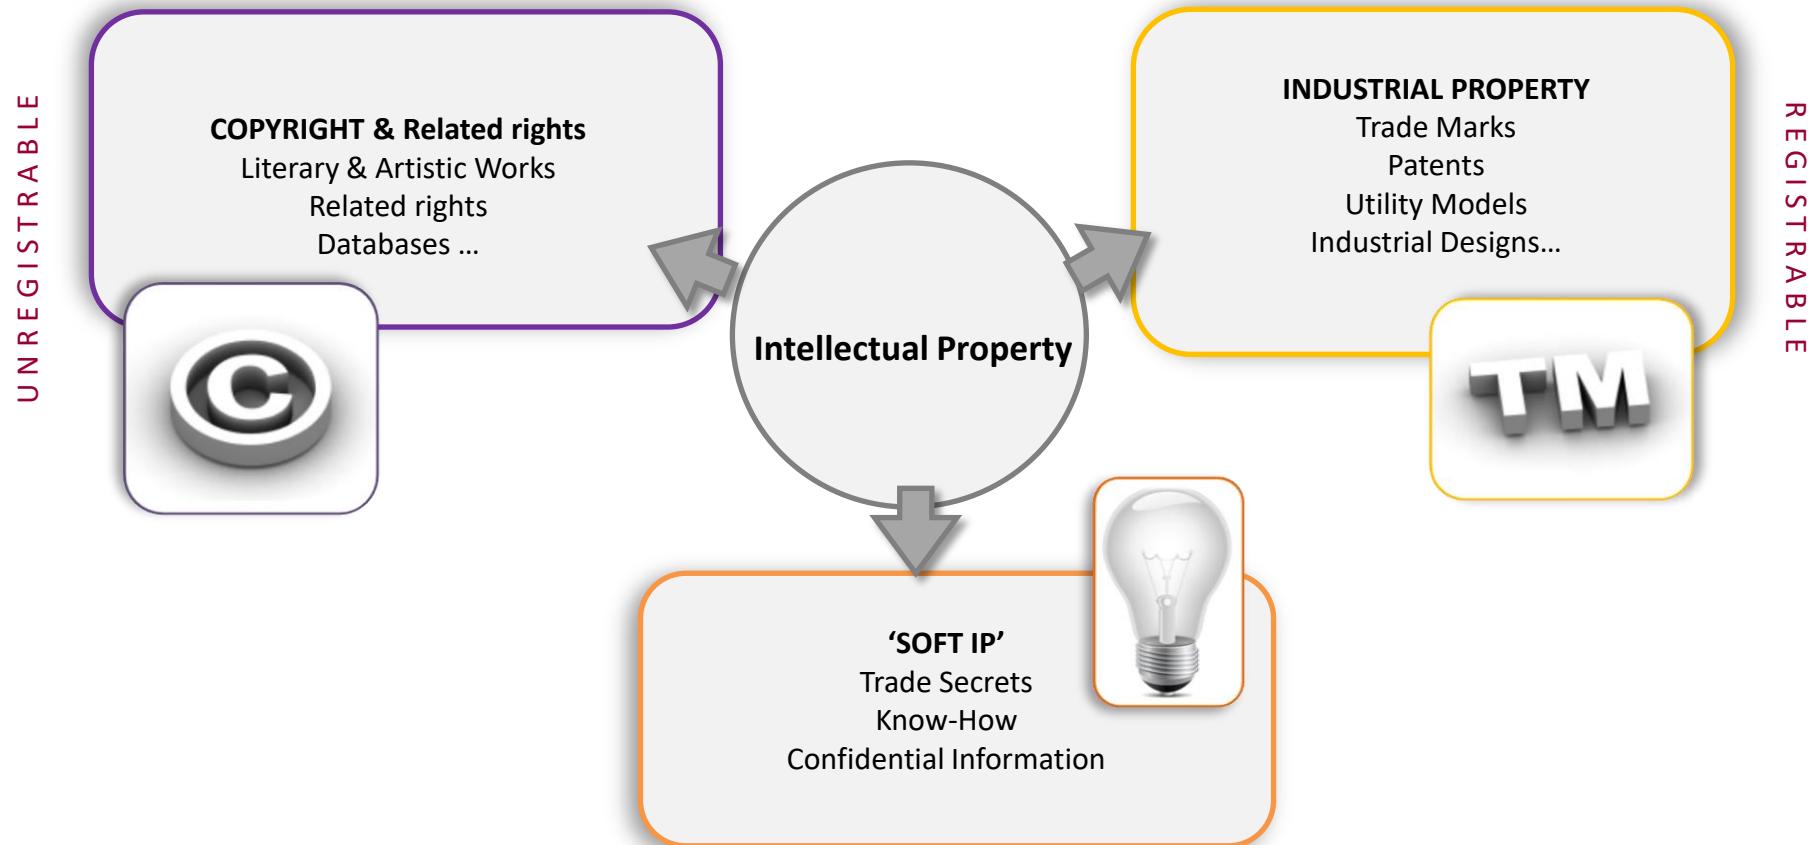 UNREGISTRABLE
COPYRIGHT & Related rights
Literary & Artistic Works
Related rights
Databases ...
C
Intellectual Property
INDUSTRIAL PROPERTY
Trade Marks
Patents
Utility Models
Industrial Designs...
TM
REGISTRABLE
‘SOFT IP’
Trade Secrets
Know-How
Confidential Information